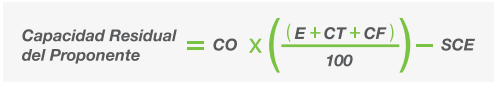 Capacidad Residual
del Proponente = CO x ( (E + CT + CF) / 100 ) − SCE